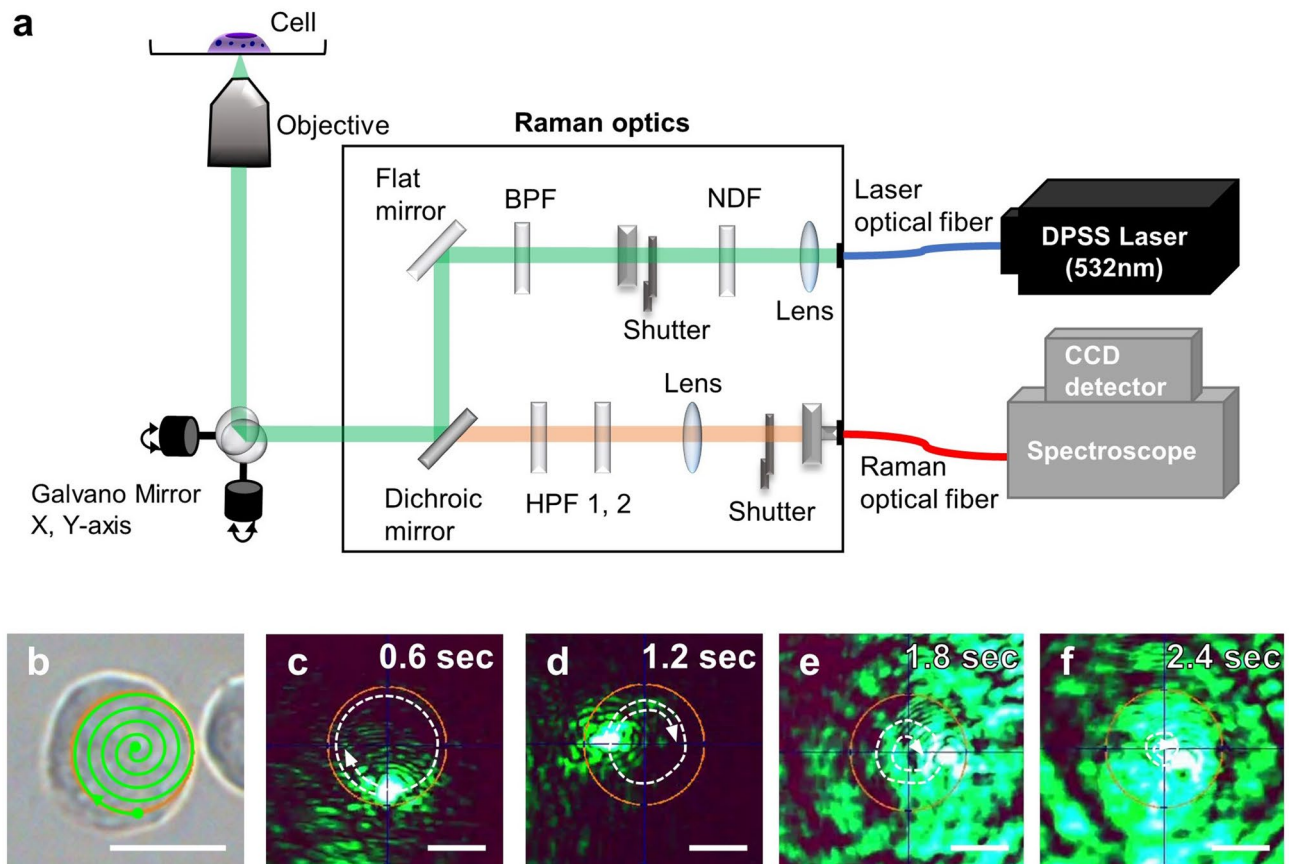 a
Cell
Objective
Raman optics
Flat
mirror
BPF
NDF
Laser
optical fiber
DPSS Laser
(532nm)
Shutter
Lens
Lens
CCD
detector
Spectroscope
Galvano Mirror
X, Y-axis
Dichroic
mirror
HPF 1, 2
Shutter
Raman
optical fiber
b
c
0.6 sec
d
1.2 sec
e
1.8 sec
f
2.4 sec